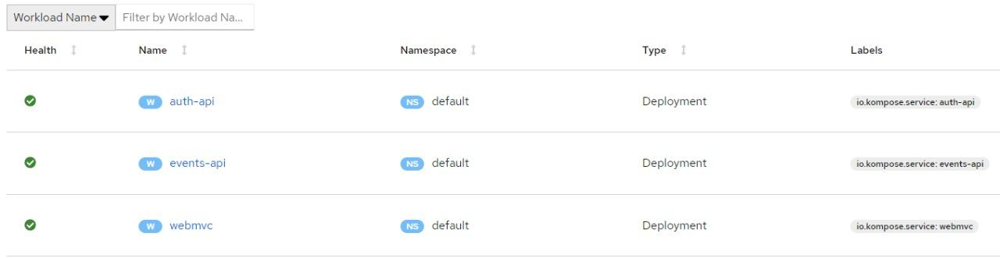 Workload Name Filter by Workload Na...
Health Name Namespace Type Labels
W auth-api NS default Deployment io.kompose.service: auth-api
W events-api NS default Deployment io.kompose.service: events-api
W webmvc NS default Deployment io.kompose.service: webmvc